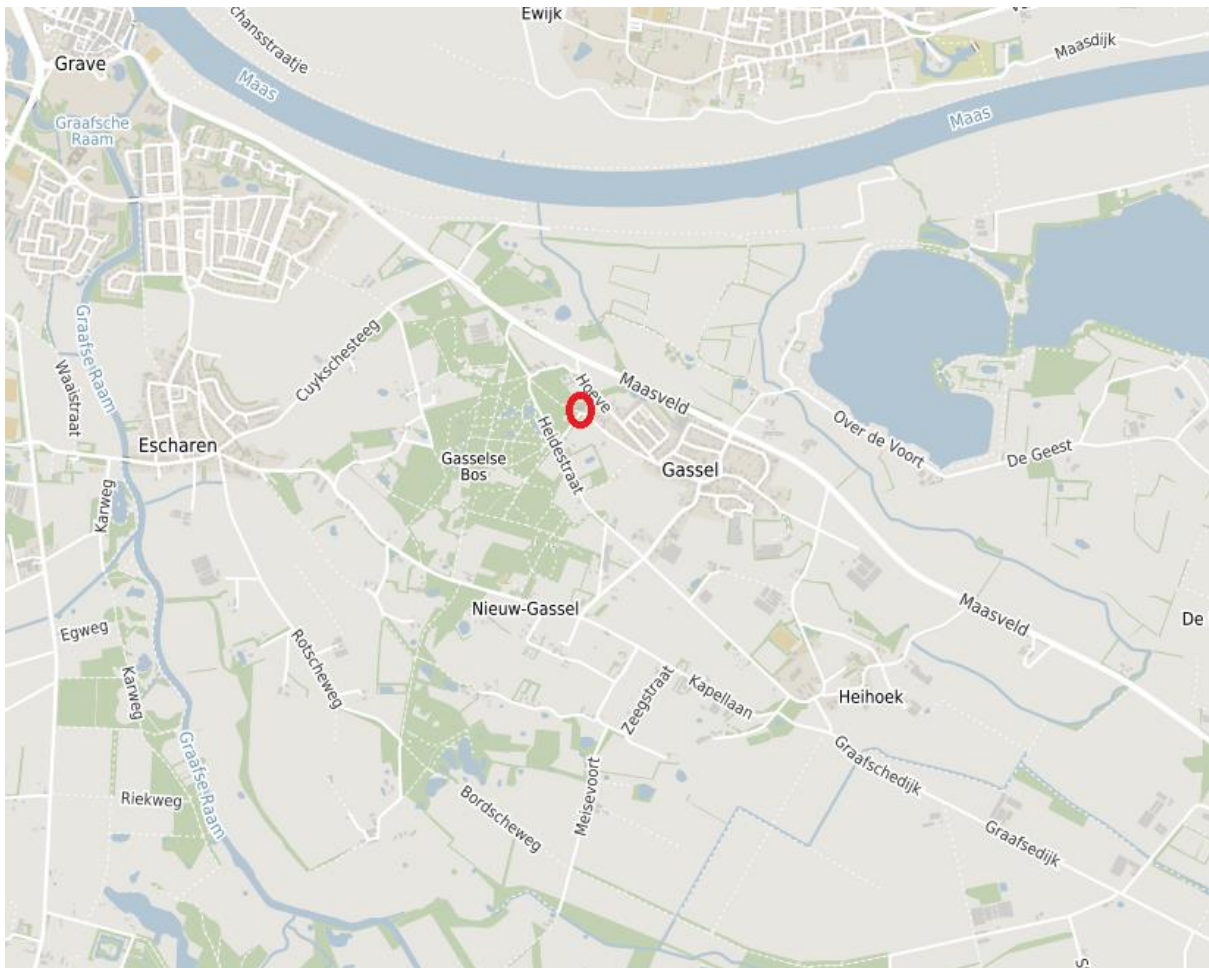 Ewijk
chansstraatje
Maasdijk
Grave
Maas
Maas
Graafsche
Raam
Graafse Raam
Waaistraat
Cuykschesteeg
Hoeve
Maasveld
Heidestraat
Over de Voort
De Geest
Escharen
Gasselse
Bos
Gassel
Karweg
Nieuw-Gassel
Maasveld
De
Egweg
Rotscheweg
Karweg
Zeegstraat
Kapellaan
Heihoek
Graafse Raam
Graafschedijk
Riekweg
Bordscheweg
Meisevoort
Graafsedijk